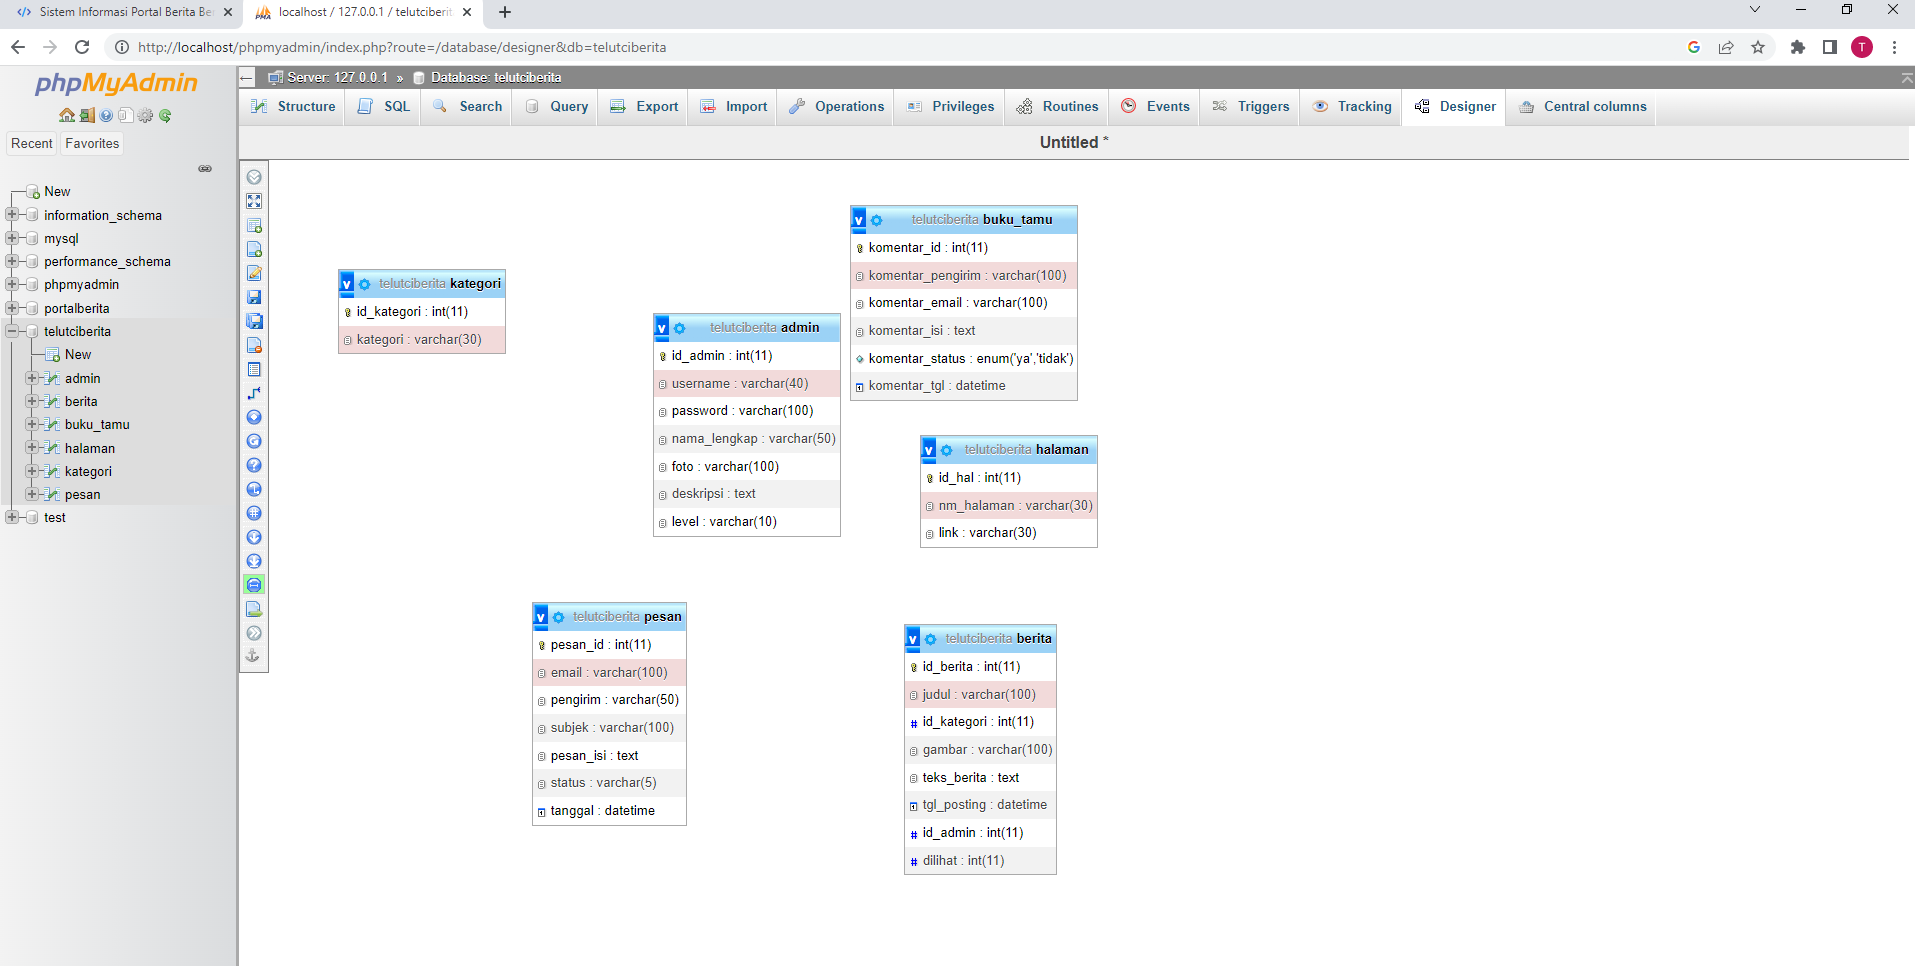 Sistem Informasi Portal Berita Be
localhost / 127.0.0.1 / telutciberit
http://localhost/phpmyadmin/index.php?route=/database/designer&db=telutciberita
T
phpMyAdmin
Recent
Favorites
New
information_schema
mysql
performance_schema
phpmyadmin
portalberita
telutciberita
New
admin
berita
buku_tamu
halaman
kategori
pesan
test
Server: 127.0.0.1 » Database: telutciberita
Structure
SQL
Search
Query
Export
Import
Operations
Privileges
Routines
Events
Triggers
Tracking
Designer
Central columns
Untitled *
telutciberita kategori
id_kategori : int(11)
kategori : varchar(30)
telutciberita admin
id_admin : int(11)
username : varchar(40)
password : varchar(100)
nama_lengkap : varchar(50)
foto : varchar(100)
deskripsi : text
level : varchar(10)
telutciberita buku_tamu
komentar_id : int(11)
komentar_pengirim : varchar(100)
komentar_email : varchar(100)
komentar_isi : text
komentar_status : enum('ya','tidak')
komentar_tgl : datetime
telutciberita halaman
id_hal : int(11)
nm_halaman : varchar(30)
link : varchar(30)
telutciberita pesan
pesan_id : int(11)
email : varchar(100)
pengirim : varchar(50)
subjek : varchar(100)
pesan_isi : text
status : varchar(5)
tanggal : datetime
telutciberita berita
id_berita : int(11)
judul : varchar(100)
id_kategori : int(11)
gambar : varchar(100)
teks_berita : text
tgl_posting : datetime
id_admin : int(11)
dilihat : int(11)